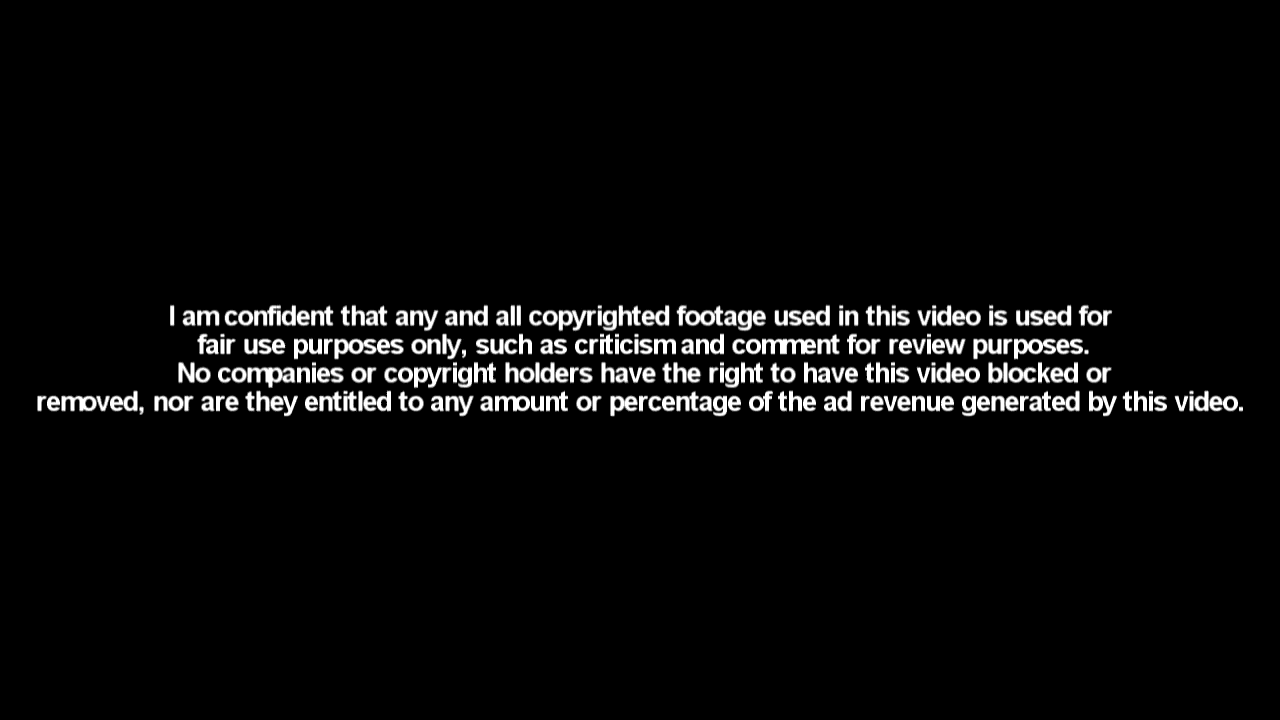 I am confident that any and all copyrighted footage used in this video is used for
fair use purposes only, such as criticism and comment for review purposes.
No companies or copyright holders have the right to have this video blocked or
removed, nor are they entitled to any amount or percentage of the ad revenue generated by this video.